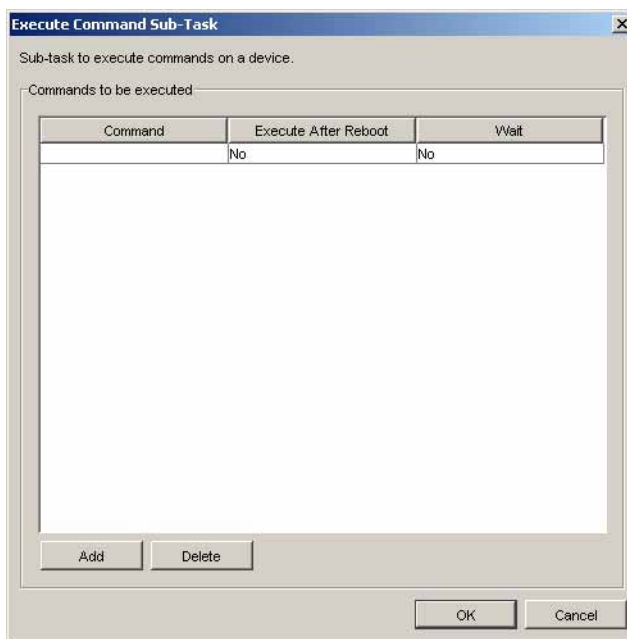 Execute Command Sub-Task
Sub-task to execute commands on a device.
Commands to be executed
Command Execute After Reboot Wait
No No
Add Delete
OK Cancel